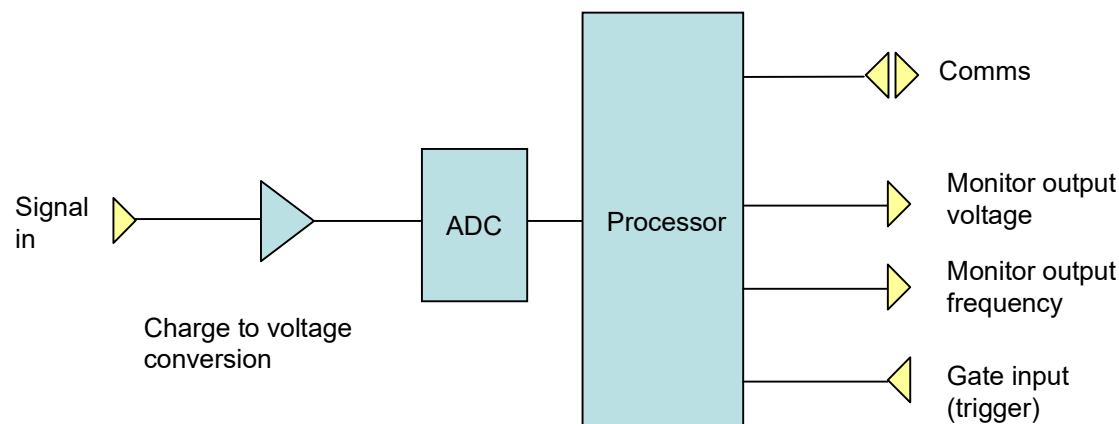 Signal
in
Charge to voltage
conversion
ADC
Processor
Comms
Monitor output
voltage
Monitor output
frequency
Gate input
(trigger)